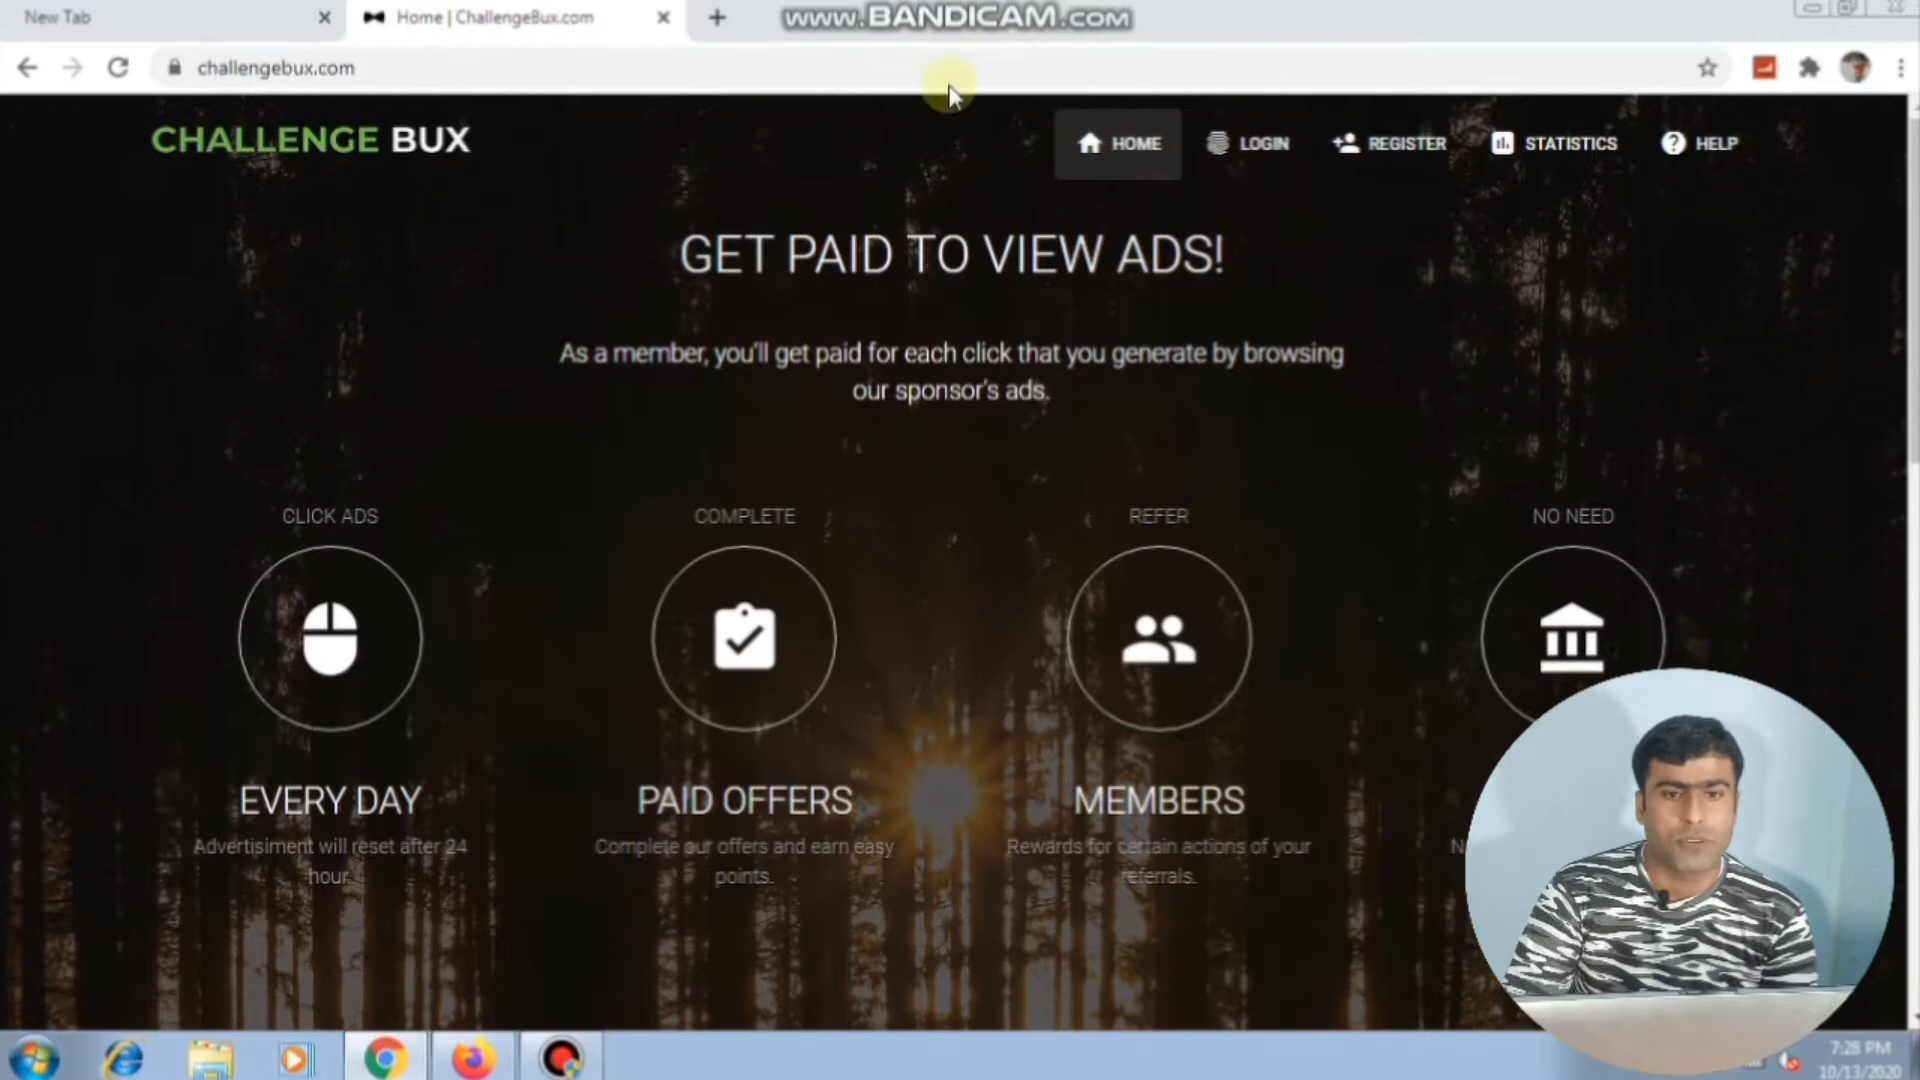 New Tab
Home | ChallengeBux.com
www.BANDICAM.com
challengebux.com
CHALLENGE BUX
HOME
LOGIN
REGISTER
STATISTICS
HELP
GET PAID TO VIEW ADS!
As a member, you'll get paid for each click that you generate by browsing
our sponsor's ads.
CLICK ADS
COMPLETE
REFER
NO NEED
EVERY DAY
PAID OFFERS
MEMBERS
Advertisiment will reset after 24
hour.
Complete our offers and earn easy
points.
Rewards for certain actions of your
referrals.
7:28 PM
10/13/2020